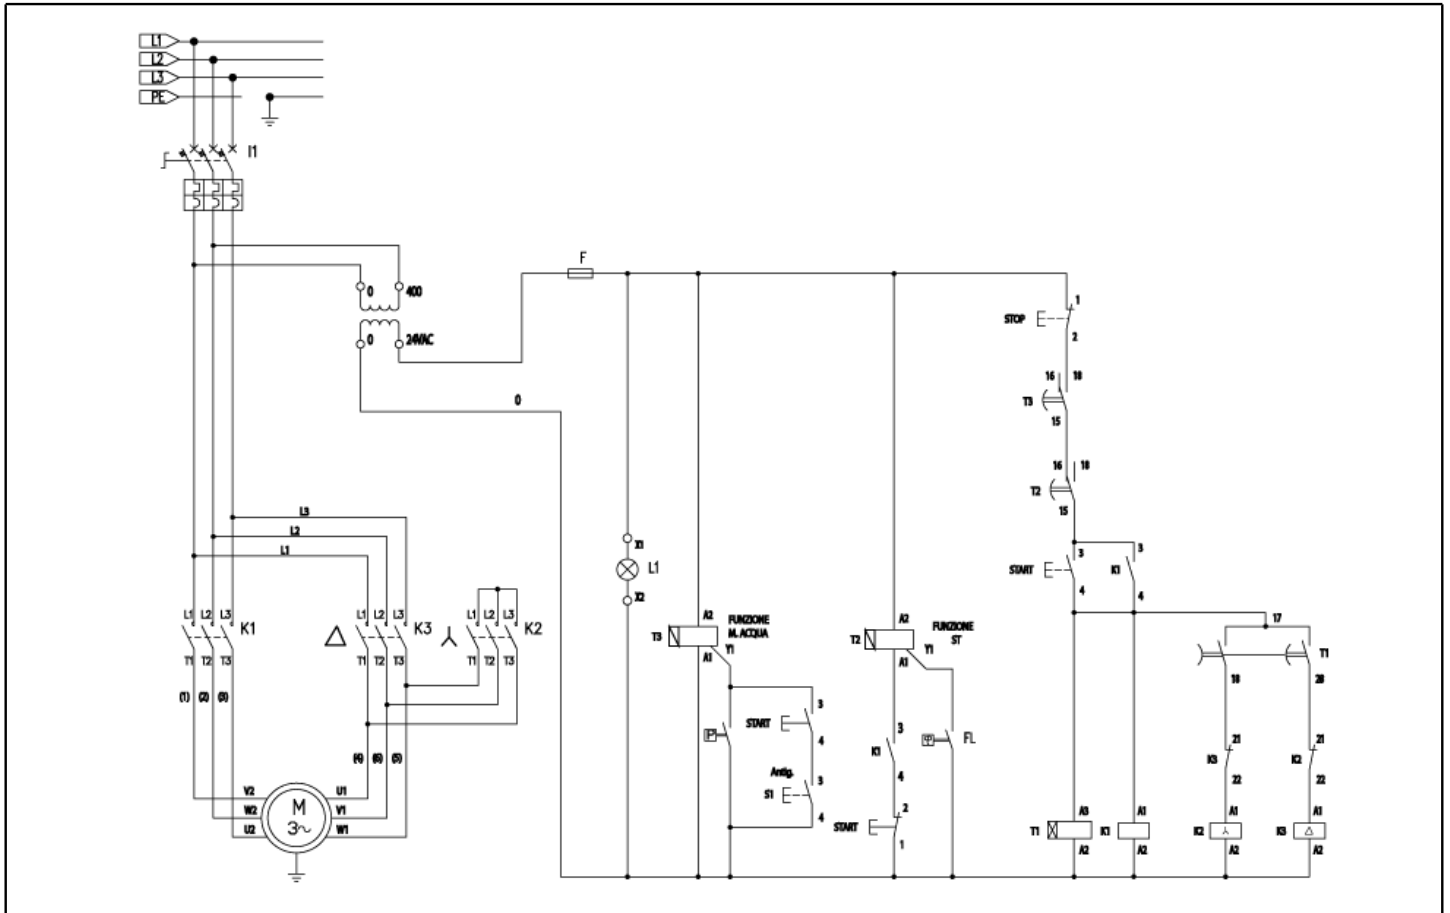 L1
L2
L3
PE
I1
F
0 400
0 24VAC
0
1
STOP
2
16 18
T3
15
16 18
T2
15
3 3
START K1
4 4
L3
L2
L1
X1
L1
X2
L1 L2 L3 K1
T1 T2 T3
(1) (2) (3)
L1 L2 L3 K3
T1 T2 T3
(4) (6) (5)
L1 L2 L3 K2
T1 T2 T3
A2
T3
A1 Y1
FUNZIONE
M. ACQUA
A2
T2
A1 Y1
FUNZIONE
ST
17
T1
18 28
P
3
START
4
Antig.
3
S1
4
3
K1
4
FL
2
START
1
21 21
K3 K2
22 22
V2 U1
W2 V1
U2 W1
M
3~
A3 A1 A1 A1
T1 K1 K2 K3
A2 A2 A2 A2